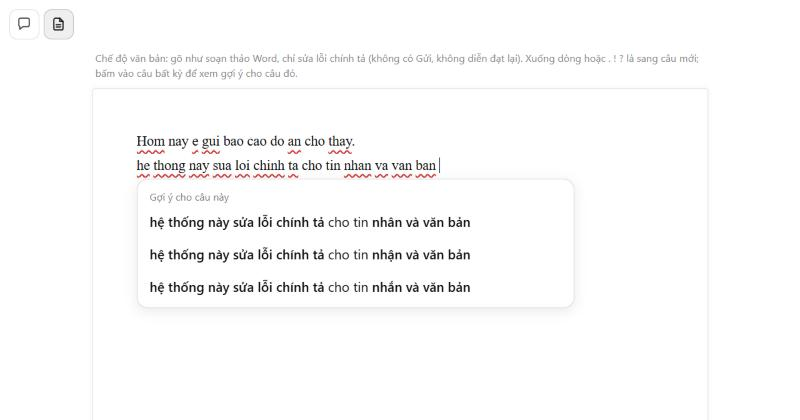 Chế độ văn bản: gõ như soạn thảo Word, chỉ sửa lỗi chính tả (không có Gửi, không diễn đạt lại). Xuống dòng hoặc . ! ? là sang câu mới;
bấm vào câu bất kỳ để xem gợi ý cho câu đó.
Hom nay e gui bao cao do an cho thay.
he thong nay sua loi chinh ta cho tin nhan va van ban
Gợi ý cho câu này
hệ thống này sửa lỗi chính tả cho tin nhân và văn bản
hệ thống này sửa lỗi chính tả cho tin nhận và văn bản
hệ thống này sửa lỗi chính tả cho tin nhắn và văn bản